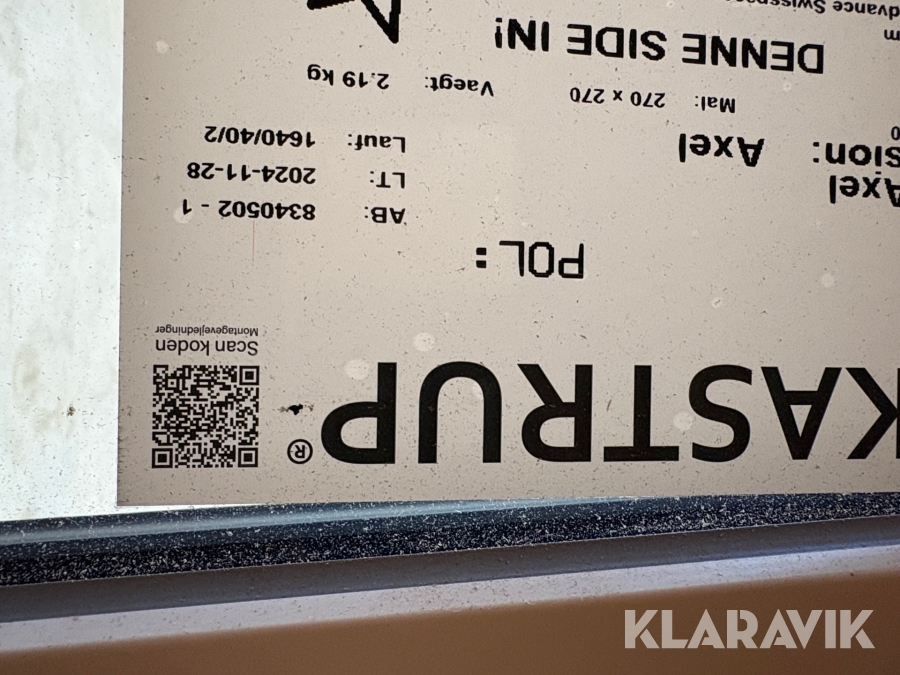 KASTRUP®
Scan koden
Montagevejledninger
POL:
AB: 8340502 - 1
LT: 2024-11-28
Lauf: 1640/40/2
Axel
sion: Axel
Mal: 270 x 270
Vaegt: 2.19 kg
DENNE SIDE IN!
KLARAVIK